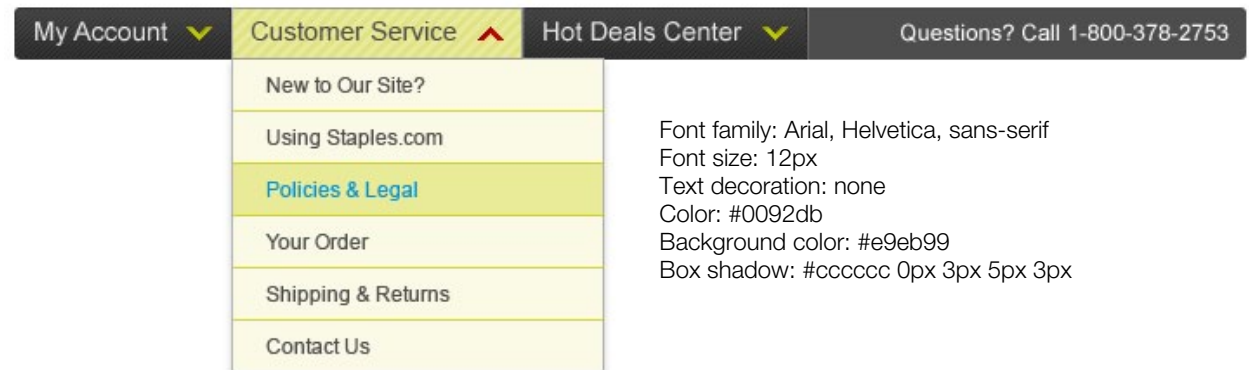 My Account Customer Service Hot Deals Center Questions? Call 1-800-378-2753
New to Our Site?
Using Staples.com
Policies & Legal
Your Order
Shipping & Returns
Contact Us
Font family: Arial, Helvetica, sans-serif
Font size: 12px
Text decoration: none
Color: #0092db
Background color: #e9eb99
Box shadow: #cccccc 0px 3px 5px 3px